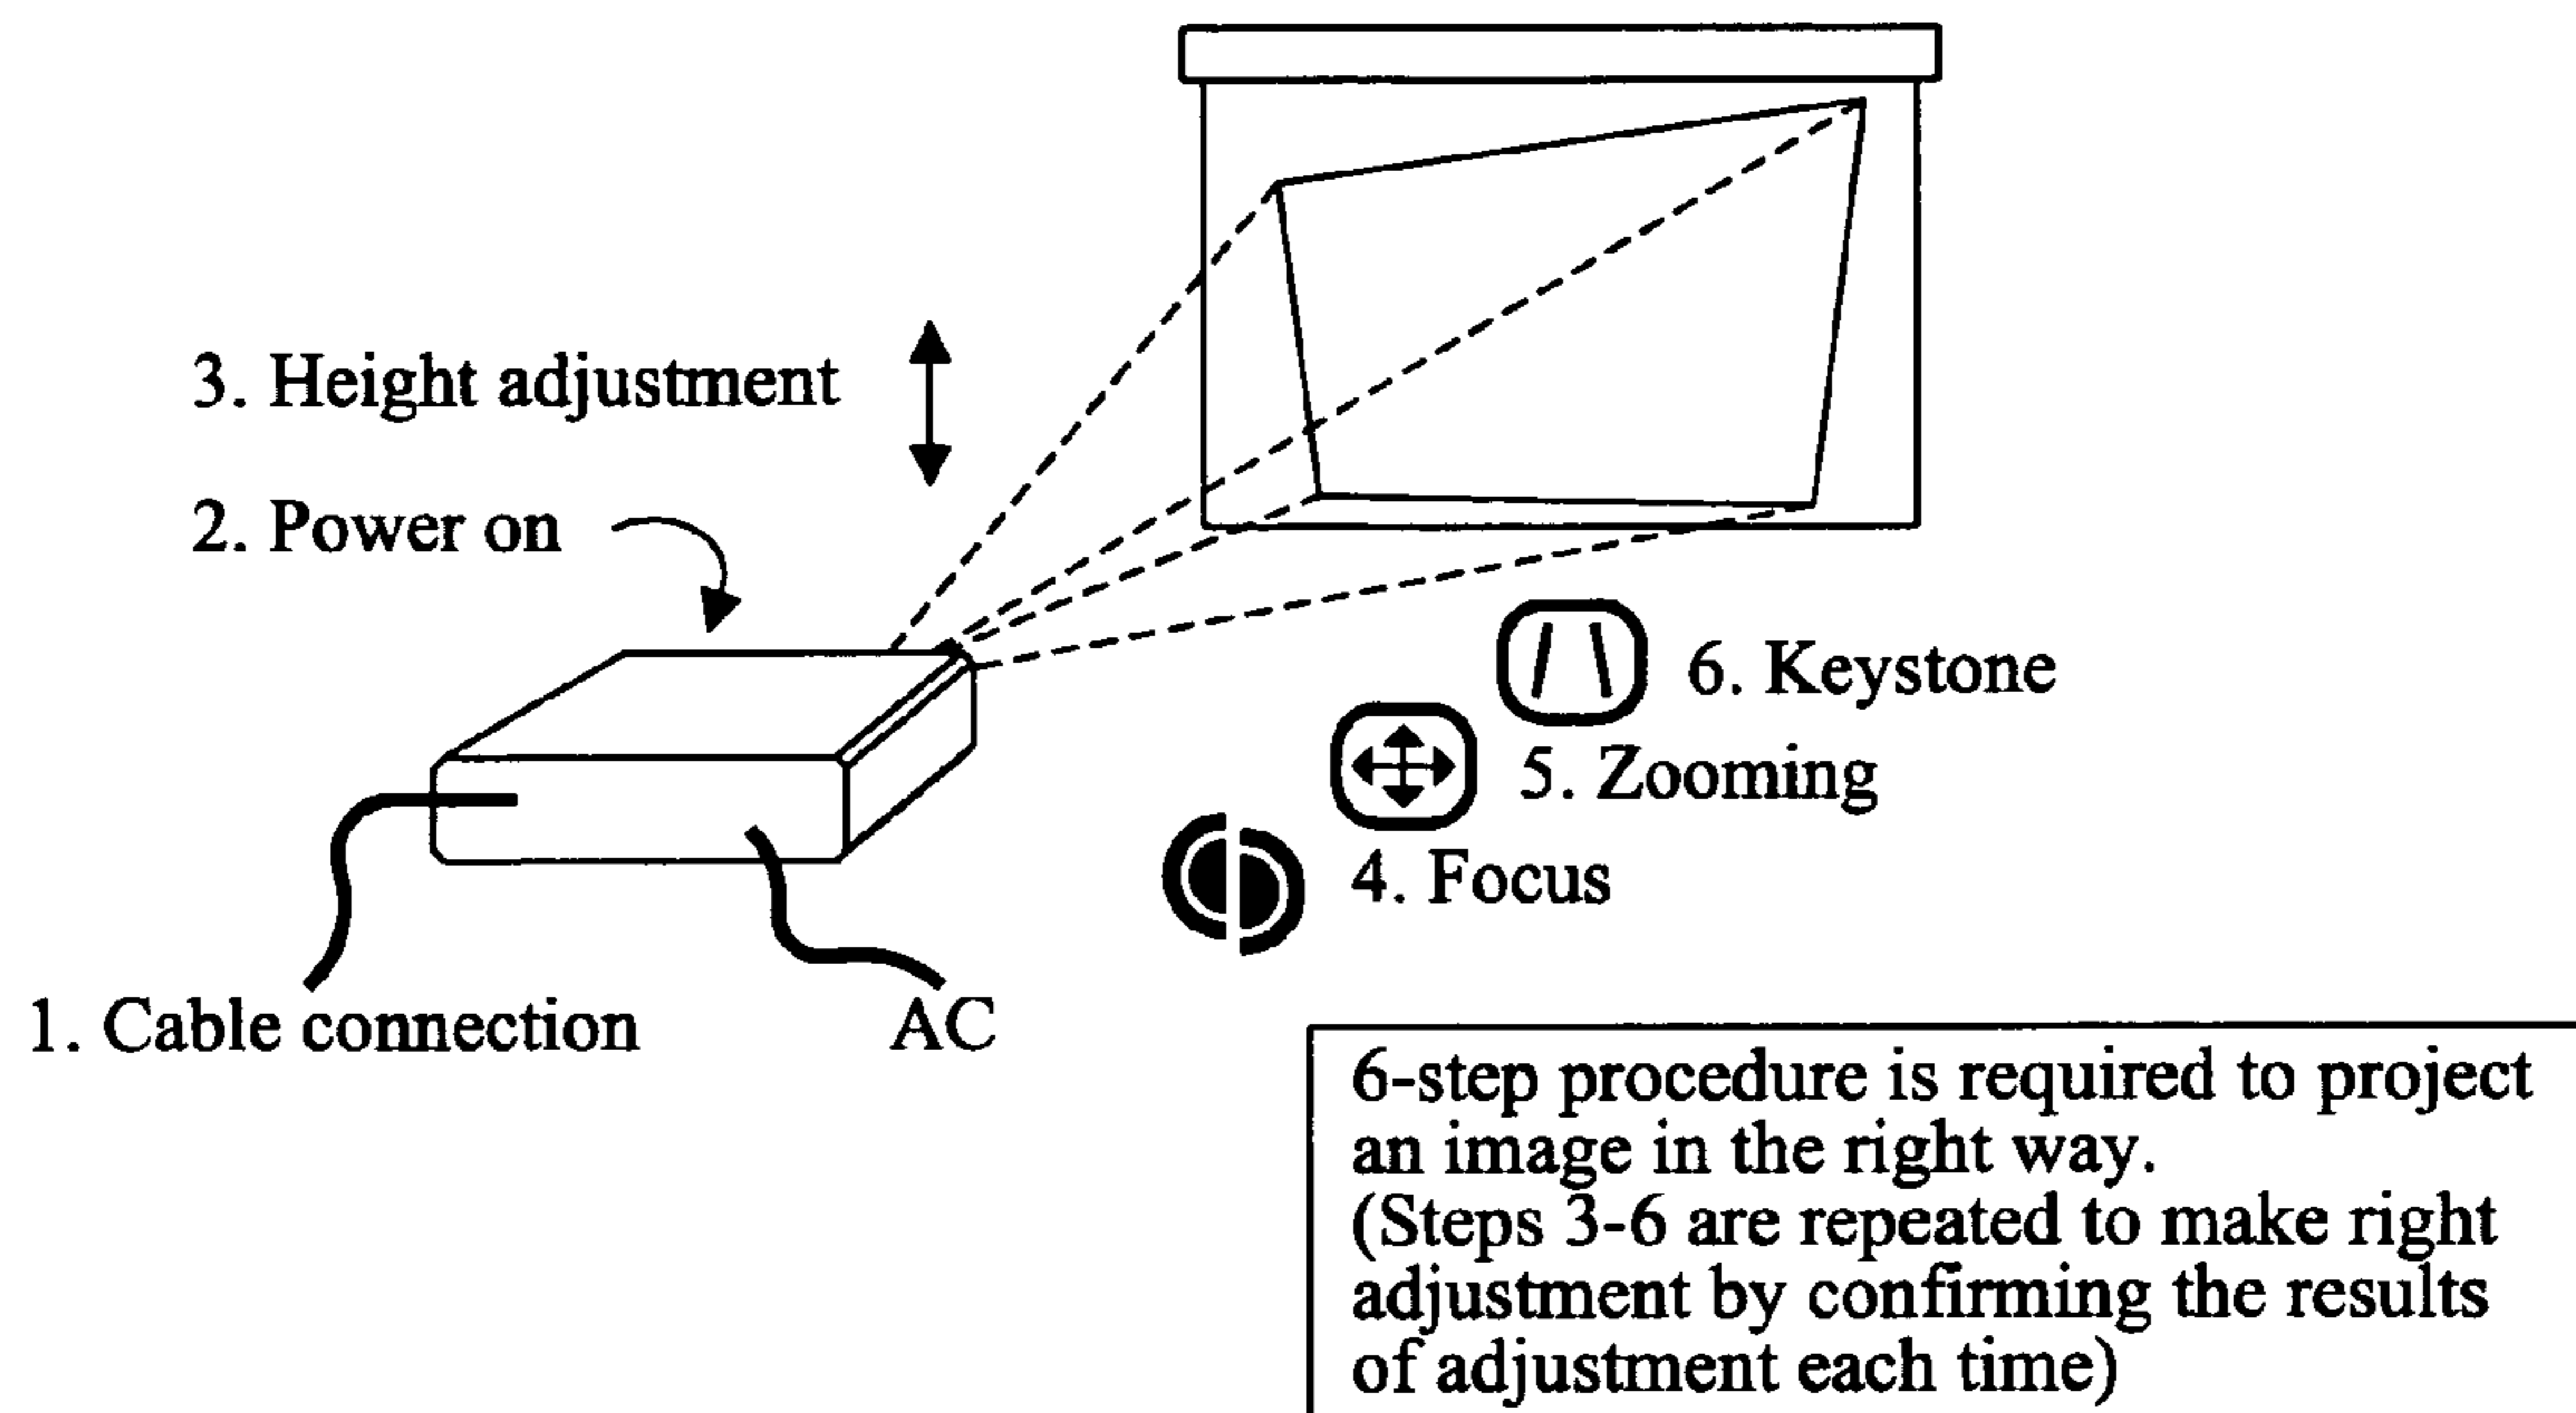 3. Height adjustment
2. Power on
6. Keystone
5. Zooming
4. Focus
1. Cable connection
AC
6-step procedure is required to project
an image in the right way.
(Steps 3-6 are repeated to make right
adjustment by confirming the results
of adjustment each time)